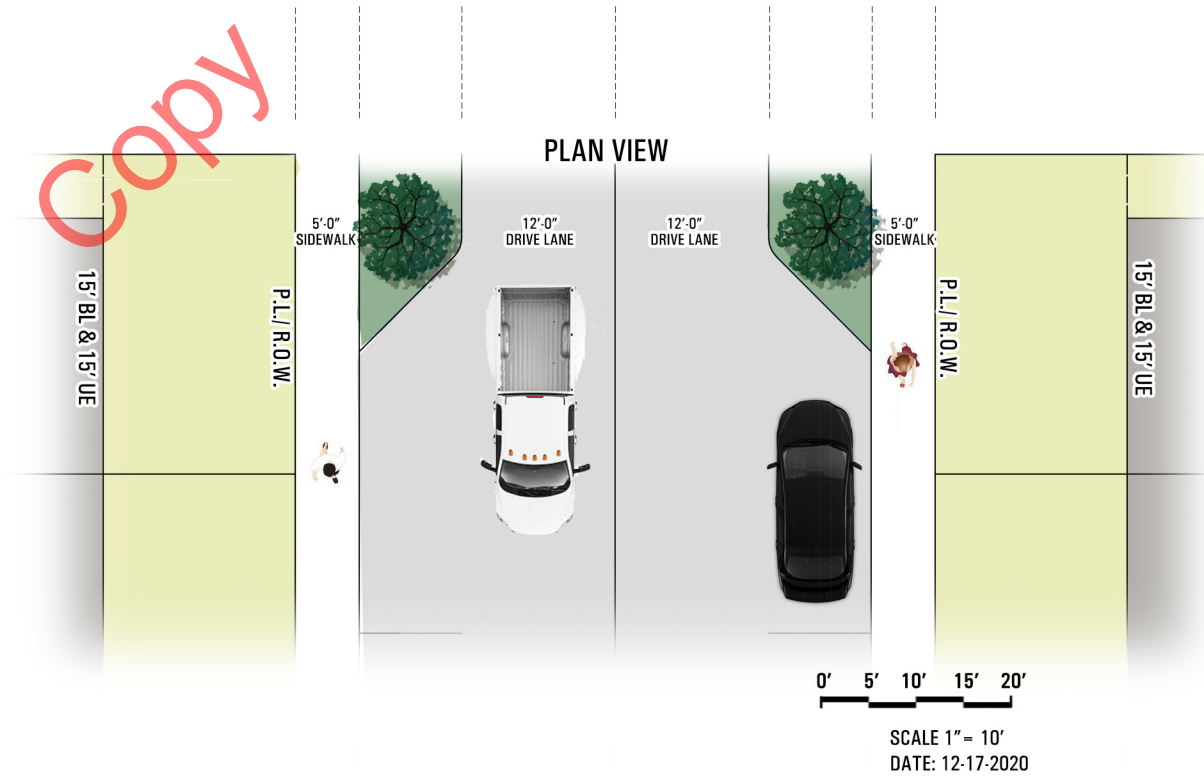 Copy
PLAN VIEW
5'-0"
SIDEWALK
12'-0"
DRIVE LANE
12'-0"
DRIVE LANE
5'-0"
SIDEWALK
15' BL & 15' UE
P.L./ R.O.W.
P.L./ R.O.W.
15' BL & 15' UE
0' 5' 10' 15' 20'
SCALE 1"= 10'
DATE: 12-17-2020